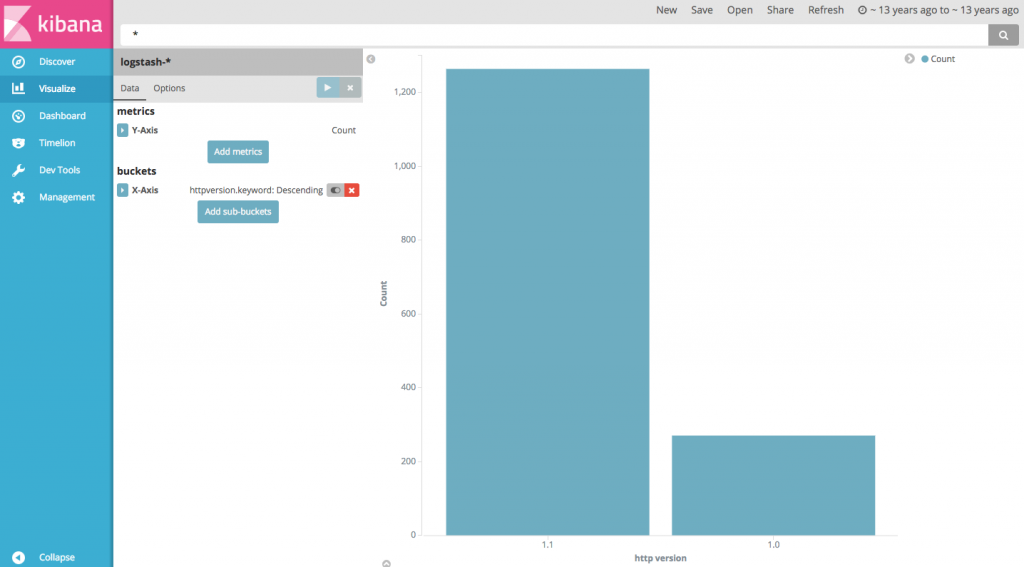 kibana
New Save Open Share Refresh ~ 13 years ago to ~ 13 years ago
*
Discover
Visualize
Dashboard
Timelion
Dev Tools
Management
Collapse
logstash-*
Data Options
metrics
Y-Axis Count
Add metrics
buckets
X-Axis httpversion.keyword: Descending
Add sub-buckets
Count
1,200
1,000
800
600
400
200
0
Count
1.1 1.0
http version